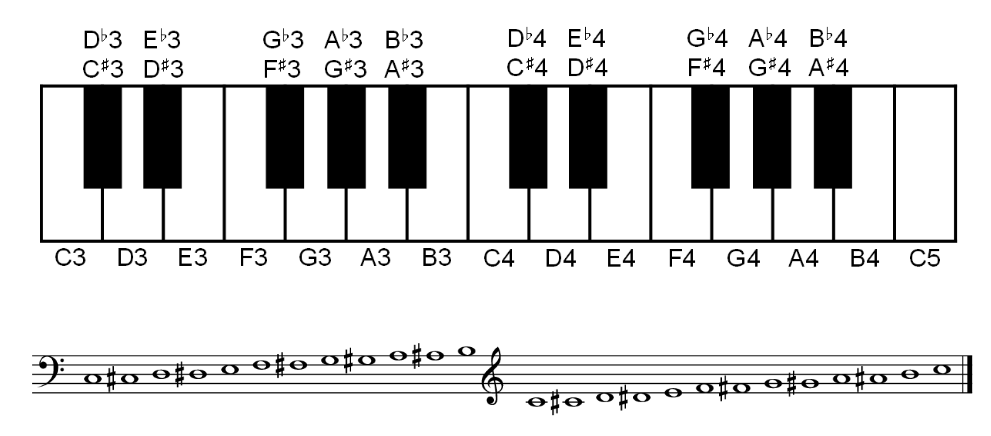 D♭3 E♭3 G♭3 A♭3 B♭3 D♭4 E♭4 G♭4 A♭4 B♭4
C♯3 D♯3 F♯3 G♯3 A♯3 C♯4 D♯4 F♯4 G♯4 A♯4
C3 D3 E3 F3 G3 A3 B3 C4 D4 E4 F4 G4 A4 B4 C5